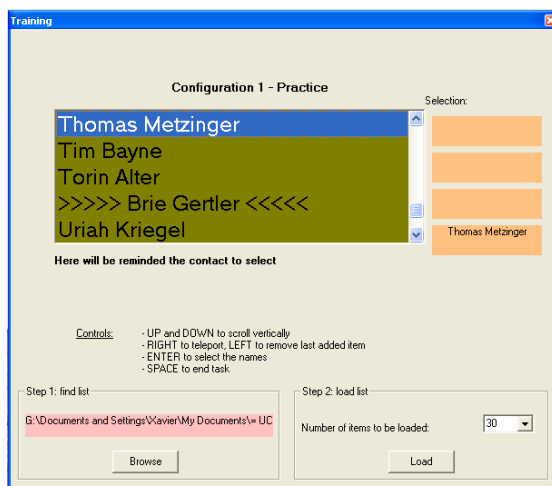 Training
Configuration 1 - Practice
Selection:
Thomas Metzinger
Tim Bayne
Torin Alter
>>>>> Brie Gertler <<<<<
Uriah Kriegel
Thomas Metzinger
Here will be reminded the contact to select
Controls:
- UP and DOWN to scroll vertically
- RIGHT to teleport, LEFT to remove last added item
- ENTER to select the names
- SPACE to end task
Step 1: find list
G:\Documents and Settings\Xavier\My Documents\= UC
Browse
Step 2: load list
Number of items to be loaded:
30
Load